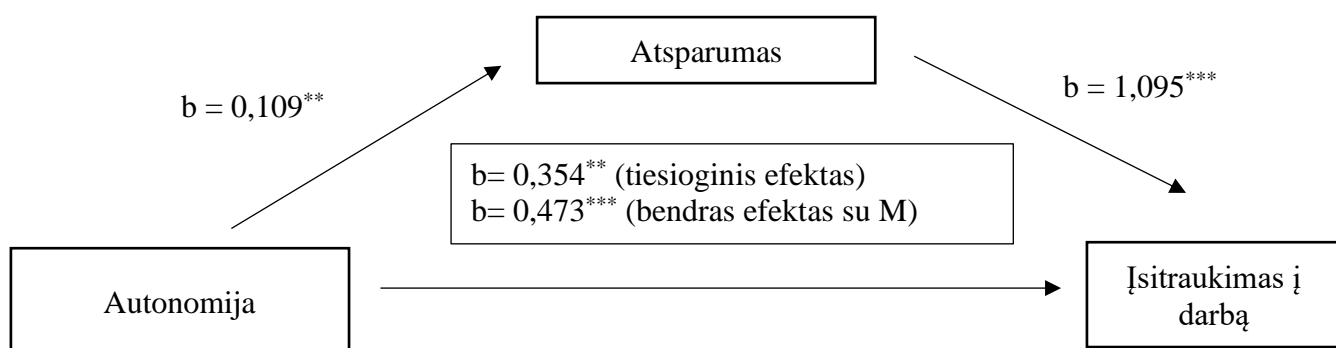 Atsparumas
b = 0,109**
b = 1,095***
b= 0,354** (tiesioginis efektas)
b= 0,473*** (bendras efektas su M)
Autonomija
Įsitraukimas į
darbą